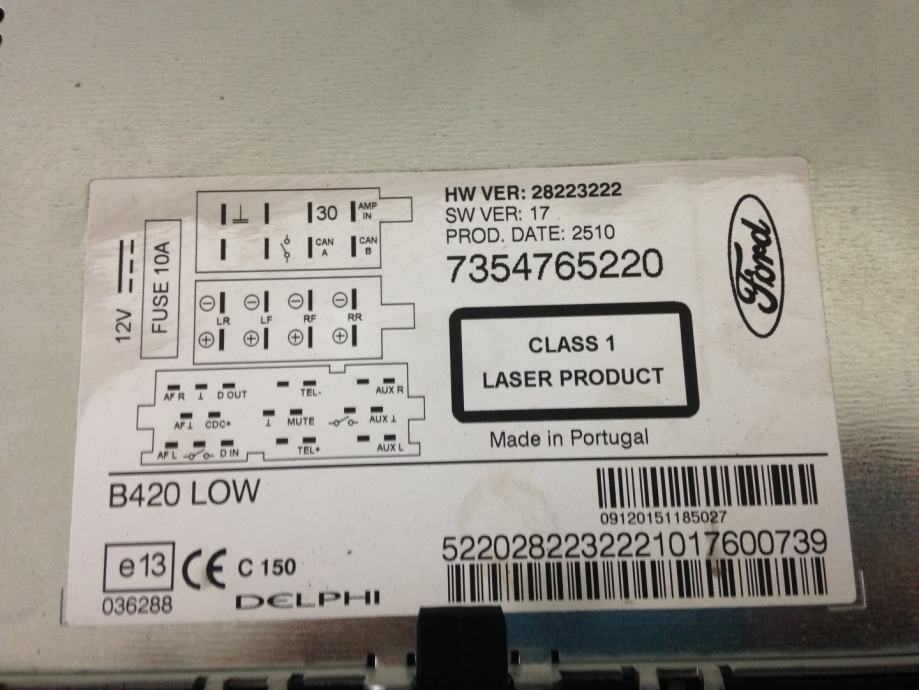 HW VER: 28223222
SW VER: 17
PROD. DATE: 2510
7354765220
Ford
12V
FUSE 10A
30 AMP IN
CAN A CAN B
LR LF RF RR
AF R D OUT TEL- AUX R
AF CDC+ MUTE AUX
AF L D IN TEL+ AUX L
CLASS 1
LASER PRODUCT
Made in Portugal
B420 LOW
09120151185027
5220282232221017600739
e13 CE C 150
036288 DELPHI